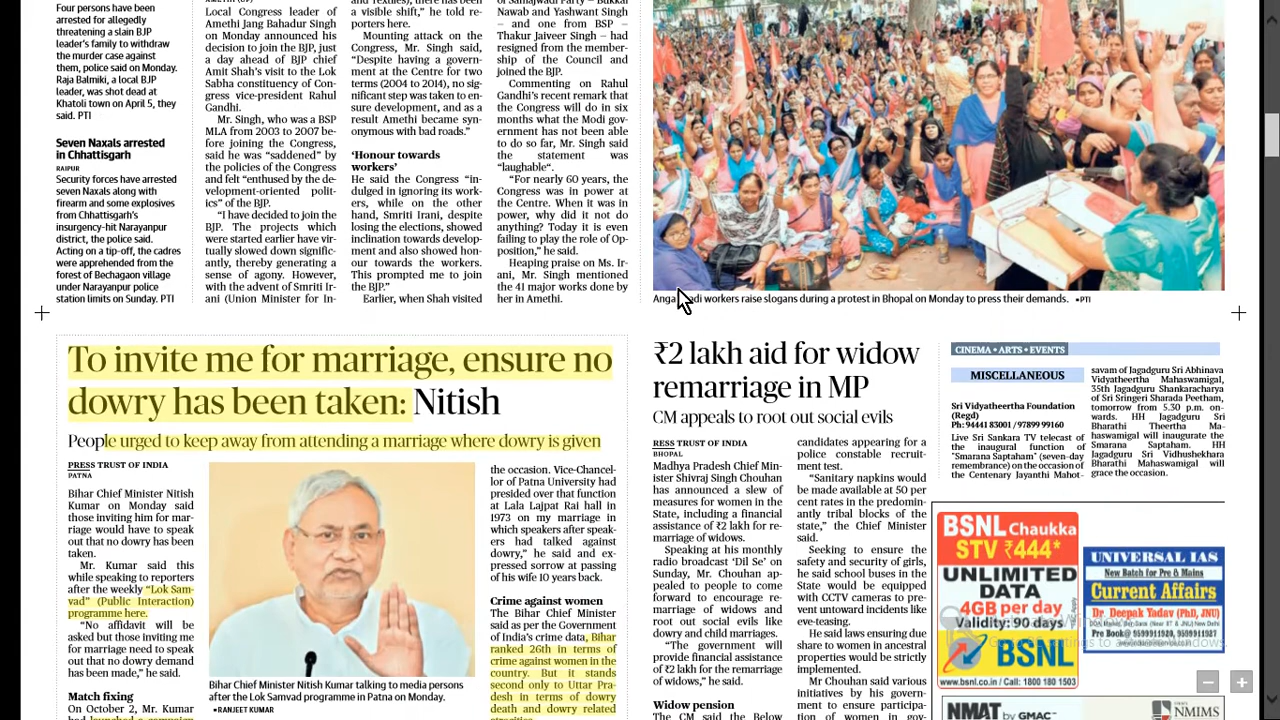 Four persons have been
arrested for allegedly
threatening a slain BJP
leader's family to withdraw
the murder case against
them, police said on Monday.
Raja Balmiki, a local BJP
leader, was shot dead at
Khatoli town on April 5, they
said. PTI
Seven Naxals arrested
in Chhattisgarh
RAIPUR
Security forces have arrested
seven Naxals along with
firearm and some explosives
from Chhattisgarh's
insurgency-hit Narayanpur
district, the police said.
Acting on a tip-off, the cadres
were apprehended from the
forest of Bechagaon village
under Narayanpur police
station limits on Sunday. PTI
Local Congress leader of
Amethi Jang Bahadur Singh
on Monday announced his
decision to join the BJP, just
a day ahead of BJP chief
Amit Shah's visit to the Lok
Sabha constituency of Con-
gress vice-president Rahul
Gandhi.
Mr. Singh, who was a BSP
MLA from 2003 to 2007 be-
fore joining the Congress,
said he was "saddened" by
the policies of the Congress
and felt "enthused by the de-
velopment-oriented polit-
ics" of the BJP.
"I have decided to join the
BJP. The projects which
were started earlier have vir-
tually slowed down signific-
antly, thereby generating a
sense of agony. However,
with the advent of Smriti Ir-
ani (Union Minister for In-
a visible shift," he told re-
porters here.
Mounting attack on the
Congress, Mr. Singh said,
"Despite having a govern-
ment at the Centre for two
terms (2004 to 2014), no sig-
nificant step was taken to en-
sure development, and as a
result Amethi became syn-
onymous with bad roads."
'Honour towards
workers'
He said the Congress "in-
dulged in ignoring its work-
ers, while on the other
hand, Smriti Irani, despite
losing the elections, showed
inclination towards develop-
ment and also showed hon-
our towards the workers.
This prompted me to join
the BJP."
Earlier, when Shah visited
of Samajwadi Party — Bukkal
Nawab and Yashwant Singh
— and one from BSP —
Thakur Jaiveer Singh — had
resigned from the member-
ship of the Council and
joined the BJP.
Commenting on Rahul
Gandhi's recent remark that
the Congress will do in six
months what the Modi gov-
ernment has not been able
to do so far, Mr. Singh said
the statement was
"laughable".
"For nearly 60 years, the
Congress was in power at
the Centre. When it was in
power, why did it not do
anything? Today it is even
failing to play the role of Op-
position," he said.
Heaping praise on Ms. Ir-
ani, Mr. Singh mentioned
the 41 major works done by
her in Amethi.
workers raise slogans during a protest in Bhopal on Monday to press their demands. •PTI
To invite me for marriage, ensure no
dowry has been taken: Nitish
People urged to keep away from attending a marriage where dowry is given
PRESS TRUST OF INDIA
PATNA
Bihar Chief Minister Nitish
Kumar on Monday said
those inviting him for mar-
riage would have to speak
out that no dowry has been
taken.
Mr. Kumar said this
while speaking to reporters
after the weekly "Lok Sam-
vad" (Public Interaction)
programme here.
"No affidavit will be
asked but those inviting me
for marriage need to speak
out that no dowry demand
has been made," he said.
Match fixing
On October 2, Mr. Kumar
had launched a campaign
Bihar Chief Minister Nitish Kumar talking to media persons
after the Lok Samvad programme in Patna on Monday.
•RANJEET KUMAR
the occasion. Vice-Chancel-
lor of Patna University had
presided over that function
at Lala Lajpat Rai hall in
1973 on my marriage in
which speakers after speak-
ers had talked against
dowry," he said and ex-
pressed sorrow at passing
of his wife 10 years back.
Crime against women
The Bihar Chief Minister
said as per the Government
of India's crime data, Bihar
ranked 26th in terms of
crime against women in the
country. But it stands
second only to Uttar Pra-
desh in terms of dowry
death and dowry related
₹2 lakh aid for widow
remarriage in MP
CM appeals to root out social evils
RESS TRUST OF INDIA
BHOPAL
Madhya Pradesh Chief Min-
ister Shivraj Singh Chouhan
has announced a slew of
measures for women in the
State, including a financial
assistance of ₹2 lakh for re-
marriage of widows.
Speaking at his monthly
radio broadcast 'Dil Se' on
Sunday, Mr. Chouhan ap-
pealed to people to come
forward to encourage re-
marriage of widows and
root out social evils like
dowry and child marriages.
"The government will
provide financial assistance
of ₹2 lakh for the remarriage
of widows," he said.
Widow pension
The CM said the Below
candidates appearing for a
police constable recruit-
ment test.
"Sanitary napkins would
be made available at 50 per
cent rates in the predomin-
antly tribal blocks of the
state," the Chief Minister
said.
Seeking to ensure the
safety and security of girls,
he said school buses in the
State would be equipped
with CCTV cameras to pre-
vent untoward incidents like
eve-teasing.
He said laws ensuring due
share to women in ancestral
properties would be strictly
implemented.
Mr Chouhan said various
initiatives by his govern-
ment to ensure participa-
tion of women in gov-
CINEMA • ARTS • EVENTS
MISCELLANEOUS
Sri Vidyatheertha Foundation
(Regd)
Ph: 94441 83001 / 97899 99160
Live Sri Sankara TV telecast of
the inaugural function of
"Smarana Saptaham" (seven-day
remembrance) on the occasion of
the Centenary Jayanthi Mahot-
savam of Jagadguru Sri Abhinava
Vidyatheertha Mahaswamigal,
35th Jagadguru Shankaracharya
of Sri Sringeri Sharada Peetham,
tomorrow from 5.30 p.m. on-
wards. HH Jagadguru Sri
Bharathi Theertha Ma-
haswamigal will inaugurate the
Smarana Saptaham. HH
Jagadguru Sri Vidhushekhara
Bharathi Mahaswamigal will
grace the occasion.
BSNL Chaukka
STV ₹444*
UNLIMITED
DATA
4GB per day
Validity: 90 days
BSNL
www.bsnl.co.in / Call: 1800 180 1503
UNIVERSAL IAS
New Batch for Pre & Mains
Current Affairs
Dr. Deepak Yadav (PhD, JNU)
NMAT by GMAC
NMIMS